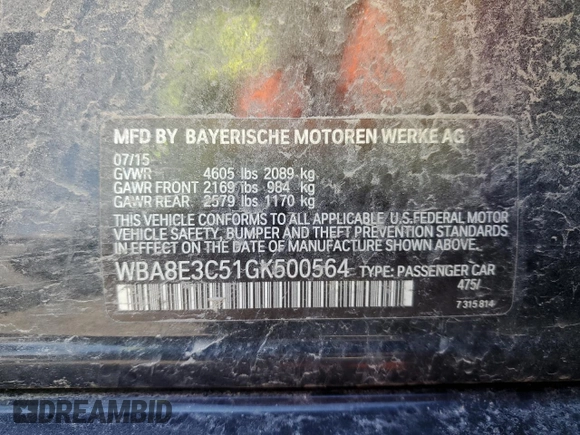 MFD BY BAYERISCHE MOTOREN WERKE AG
07/15
GVWR 4605 lbs 2089 kg
GAWR FRONT 2169 lbs 984 kg
GAWR REAR 2579 lbs 1170 kg
THIS VEHICLE CONFORMS TO ALL APPLICABLE U.S.FEDERAL MOTOR
VEHICLE SAFETY, BUMPER AND THEFT PREVENTION STANDARDS
IN EFFECT ON THE DATE OF MANUFACTURE SHOWN ABOVE.
WBA8E3C51GK500564 TYPE: PASSENGER CAR
475/
7 315 814
DREAMBID